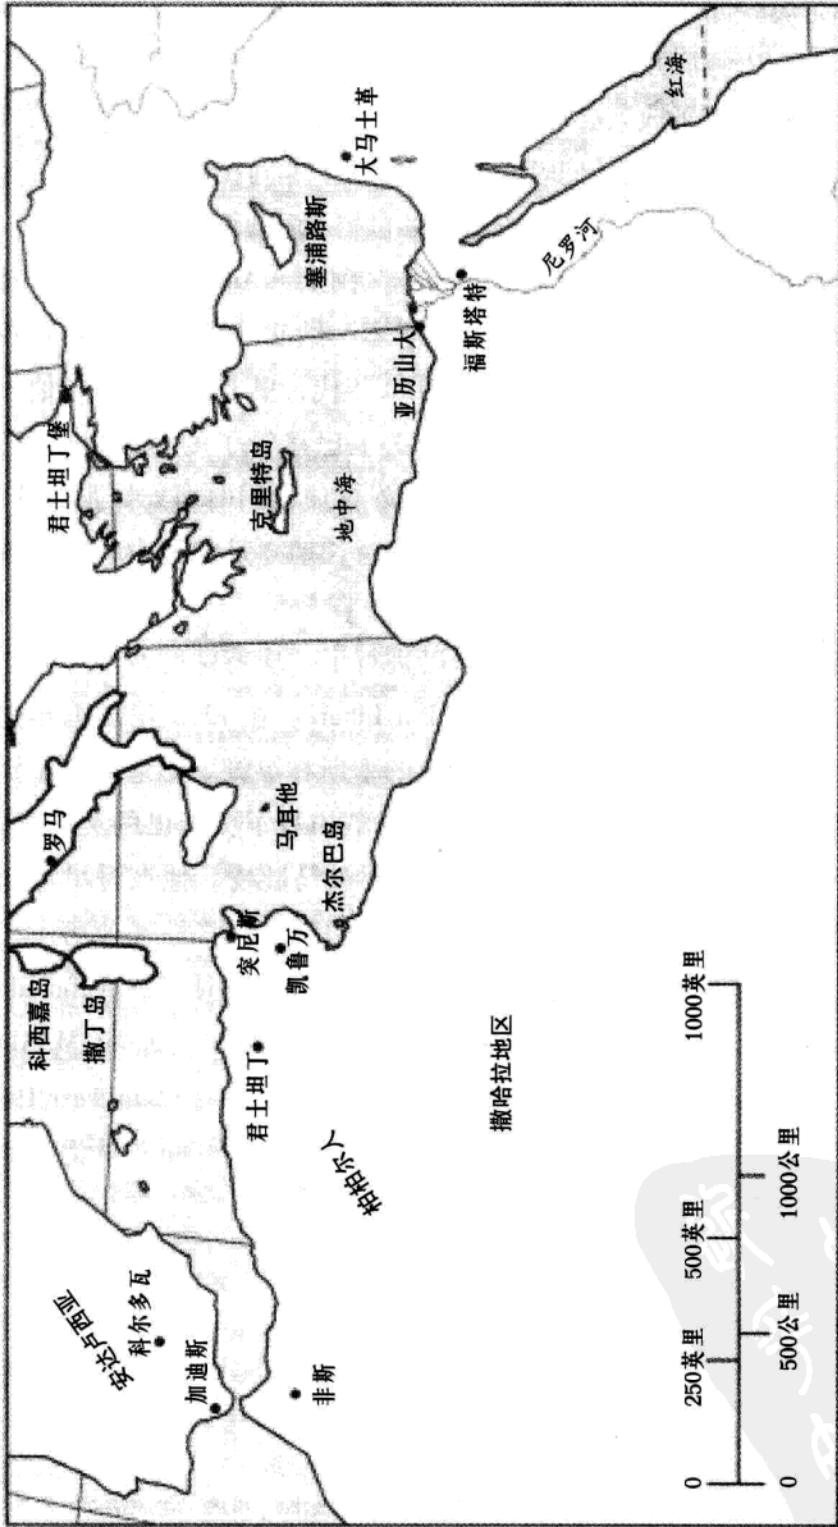 安达卢西亚
科尔多瓦
加迪斯
非斯
科西嘉岛
撒丁岛
君士坦丁
突尼斯
凯鲁万
杰尔巴岛
柏柏尔人
撒哈拉地区
罗马
马耳他
君士坦丁堡
克里特岛
地中海
塞浦路斯
亚历山大
福斯塔特
大马士革
尼罗河
红海
0
250英里
500英里
1000英里
0
500公里
1000公里